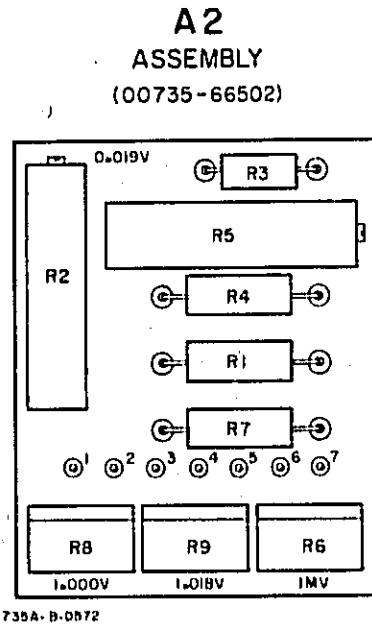 A2
ASSEMBLY
(00735-66502)
0.019V
R3
R5
R2
R4
R1
R7
1 2 3 4 5 6 7
R8 R9 R6
1.000V 1.018V 1MV
735A-B-0572